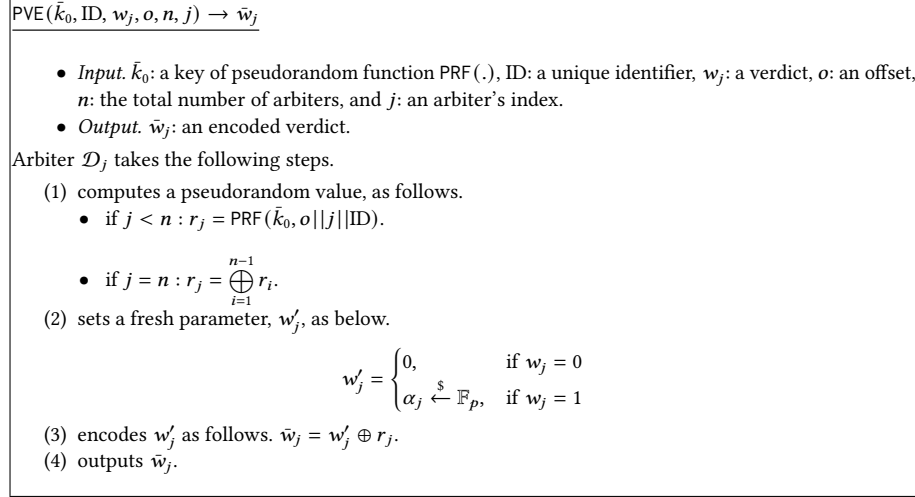 PVE(k̄₀, ID, wⱼ, o, n, j) → w̄ⱼ
• Input. k̄₀: a key of pseudorandom function PRF(.), ID: a unique identifier, wⱼ: a verdict, o: an offset,
n: the total number of arbiters, and j: an arbiter's index.
• Output. w̄ⱼ: an encoded verdict.
Arbiter 𝒟ⱼ takes the following steps.
(1) computes a pseudorandom value, as follows.
• if j < n : rⱼ = PRF(k̄₀, o||j||ID).
• if j = n : rⱼ = ⨁_{i=1}^{n−1} rᵢ.
(2) sets a fresh parameter, w′ⱼ, as below.
w′ⱼ = { 0, if wⱼ = 0
αⱼ ←$ 𝔽ₚ, if wⱼ = 1
(3) encodes w′ⱼ as follows. w̄ⱼ = w′ⱼ ⊕ rⱼ.
(4) outputs w̄ⱼ.